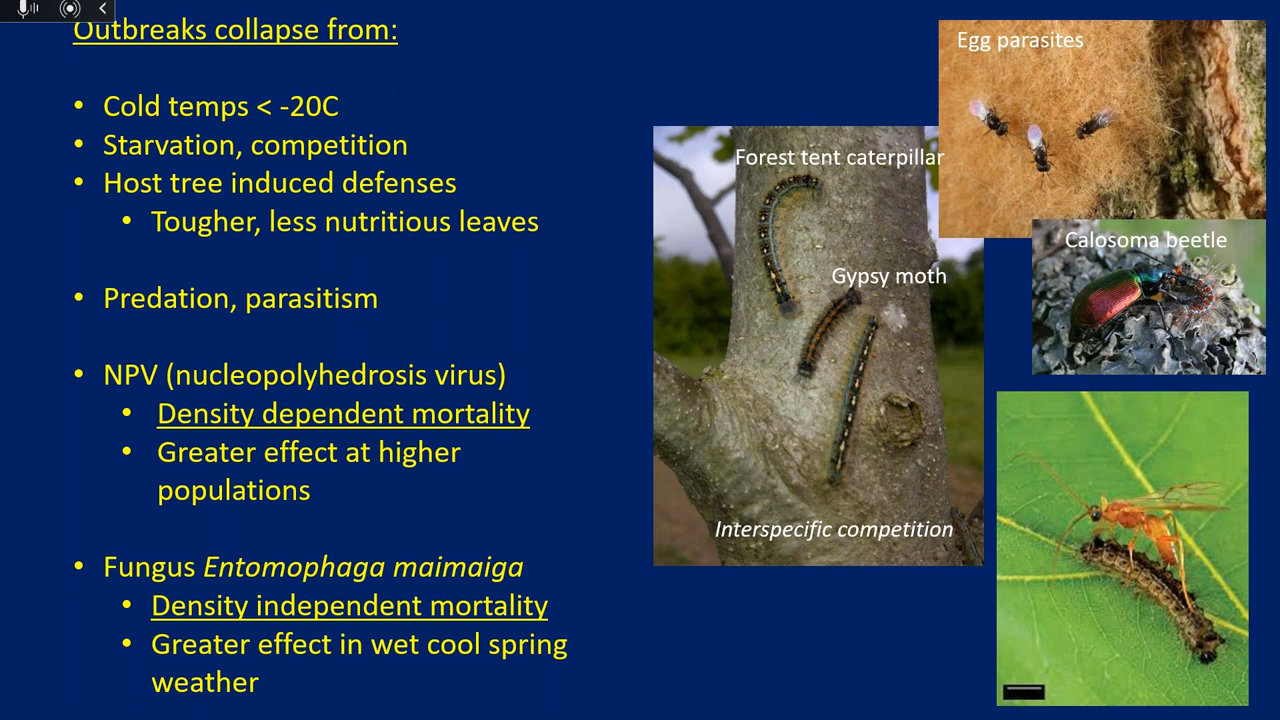 Outbreaks collapse from:
• Cold temps < -20C
• Starvation, competition
• Host tree induced defenses
• Tougher, less nutritious leaves
• Predation, parasitism
• NPV (nucleopolyhedrosis virus)
• Density dependent mortality
• Greater effect at higher
populations
• Fungus Entomophaga maimaiga
• Density independent mortality
• Greater effect in wet cool spring
weather
Forest tent caterpillar
Gypsy moth
Interspecific competition
Egg parasites
Calosoma beetle